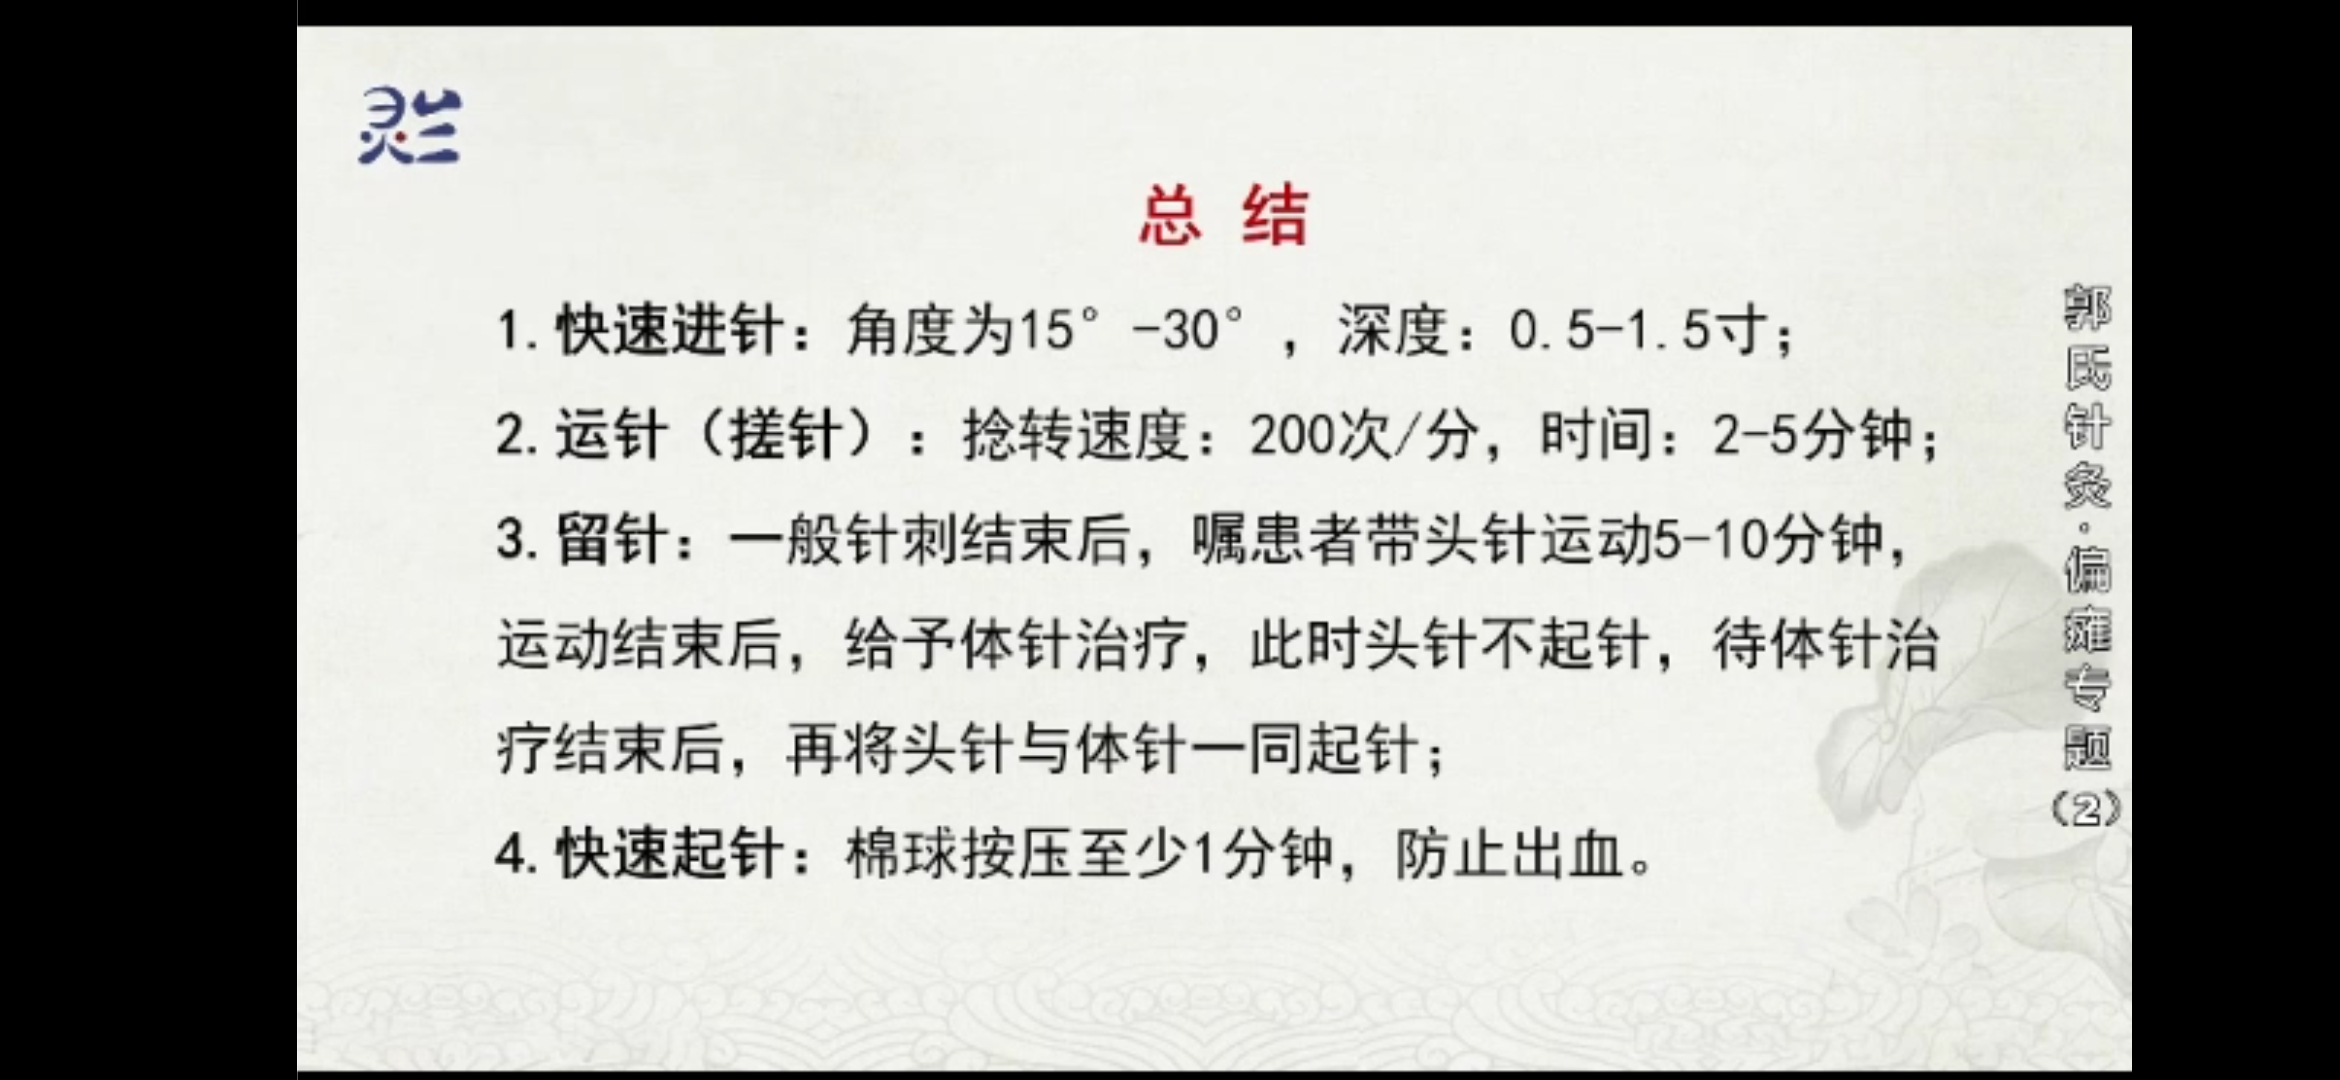 灵兰
总 结
1.快速进针：角度为15°-30°，深度：0.5-1.5寸；
2.运针（搓针）：捻转速度：200次/分，时间：2-5分钟；
3.留针：一般针刺结束后，嘱患者带头针运动5-10分钟，
运动结束后，给予体针治疗，此时头针不起针，待体针治
疗结束后，再将头针与体针一同起针；
4.快速起针：棉球按压至少1分钟，防止出血。
郭氏针灸·偏瘫专题（2）